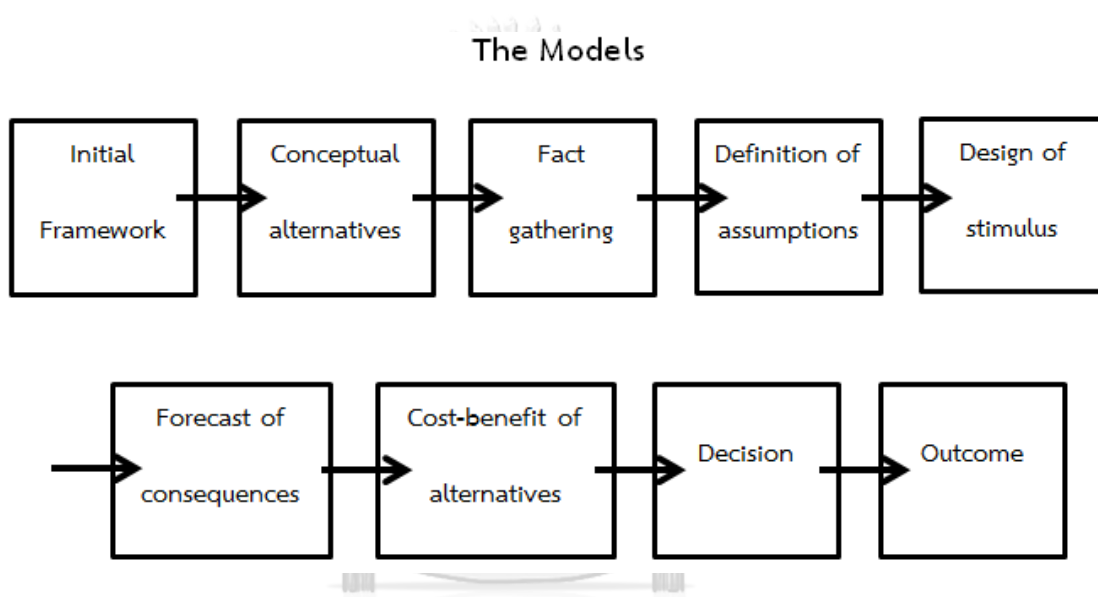 The Models
Initial
Framework
Conceptual
alternatives
Fact
gathering
Definition of
assumptions
Design of
stimulus
Forecast of
consequences
Cost-benefit of
alternatives
Decision
Outcome